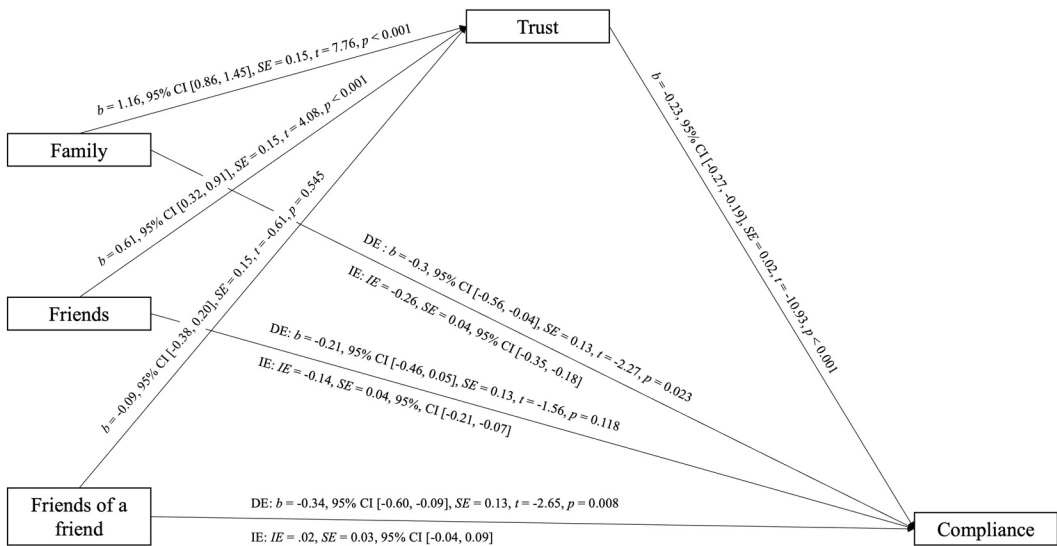 Trust
b = 1.16, 95% CI [0.86, 1.45], SE = 0.15, t = 7.76, p < 0.001
b = -0.23, 95% CI [-0.27, -0.19], SE = 0.02, t = -10.93, p < 0.001
Family
b = 0.61, 95% CI [0.32, 0.91], SE = 0.15, t = 4.08, p < 0.001
b = -0.09, 95% CI [-0.38, 0.20], SE = 0.15, t = -0.61, p = 0.545
DE : b = -0.3, 95% CI [-0.56, -0.04], SE = 0.13, t = -2.27, p = 0.023
IE: IE = -0.26, SE = 0.04, 95% CI [-0.35, -0.18]
Friends
DE: b = -0.21, 95% CI [-0.46, 0.05], SE = 0.13, t = -1.56, p = 0.118
IE: IE = -0.14, SE = 0.04, 95%, CI [-0.21, -0.07]
Friends of a
friend
DE: b = -0.34, 95% CI [-0.60, -0.09], SE = 0.13, t = -2.65, p = 0.008
IE: IE = .02, SE = 0.03, 95% CI [-0.04, 0.09]
Compliance